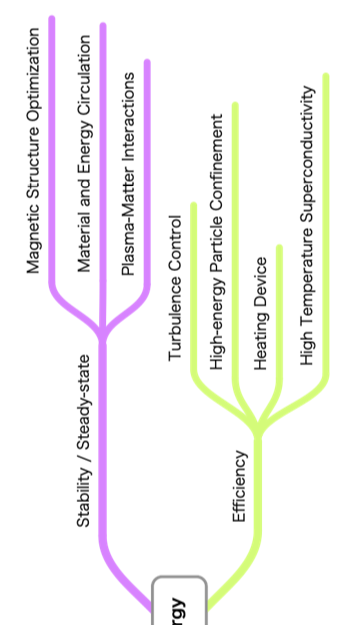 Magnetic Structure Optimization
Material and Energy Circulation
Plasma-Matter Interactions
Stability / Steady-state
Turbulence Control
High-energy Particle Confinement
Heating Device
High Temperature Superconductivity
Efficiency
rgy